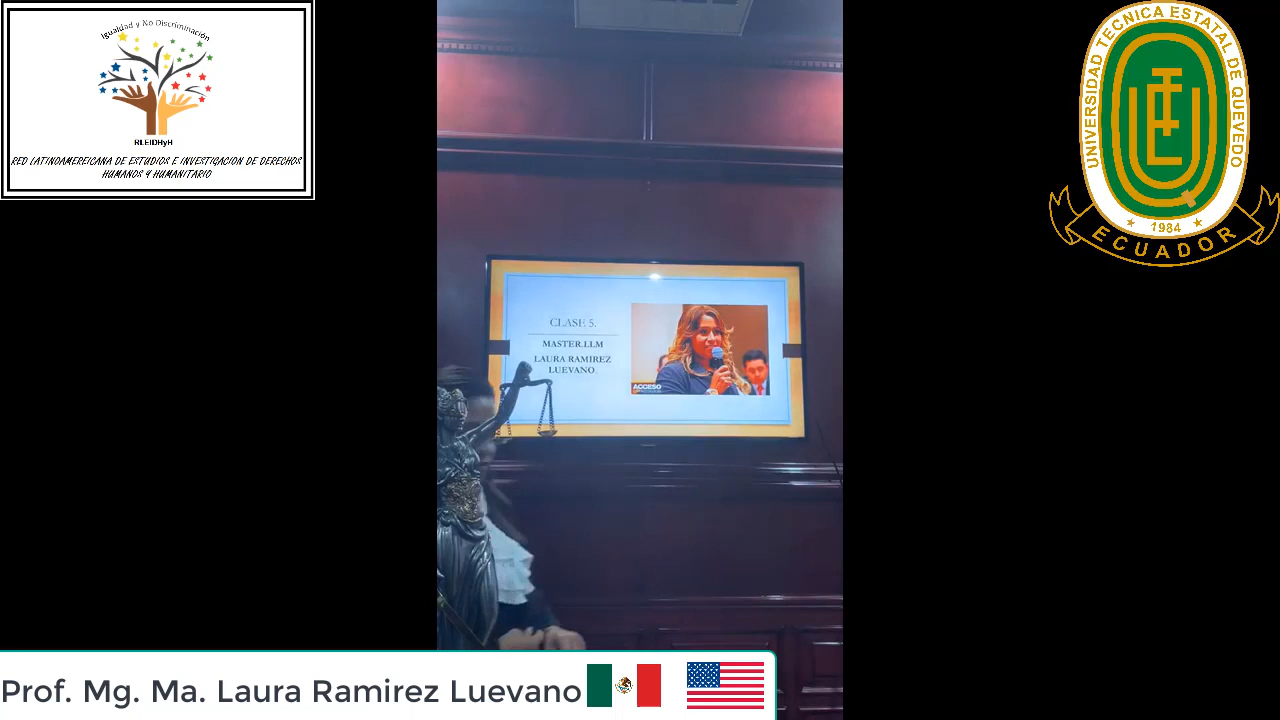 Igualdad y No Discriminación
RLEIDHyH
RED LATINOAMEREICANA DE ESTUDIOS E INVESTIGACION DE DERECHOS
HUMANOS Y HUMANITARIO
UNIVERSIDAD TECNICA ESTATAL DE QUEVEDO
1984
ECUADOR
CLASE 5.
MASTER.LLM
LAURA RAMIREZ
LUEVANO.
ACCESO
Prof. Mg. Ma. Laura Ramirez Luevano